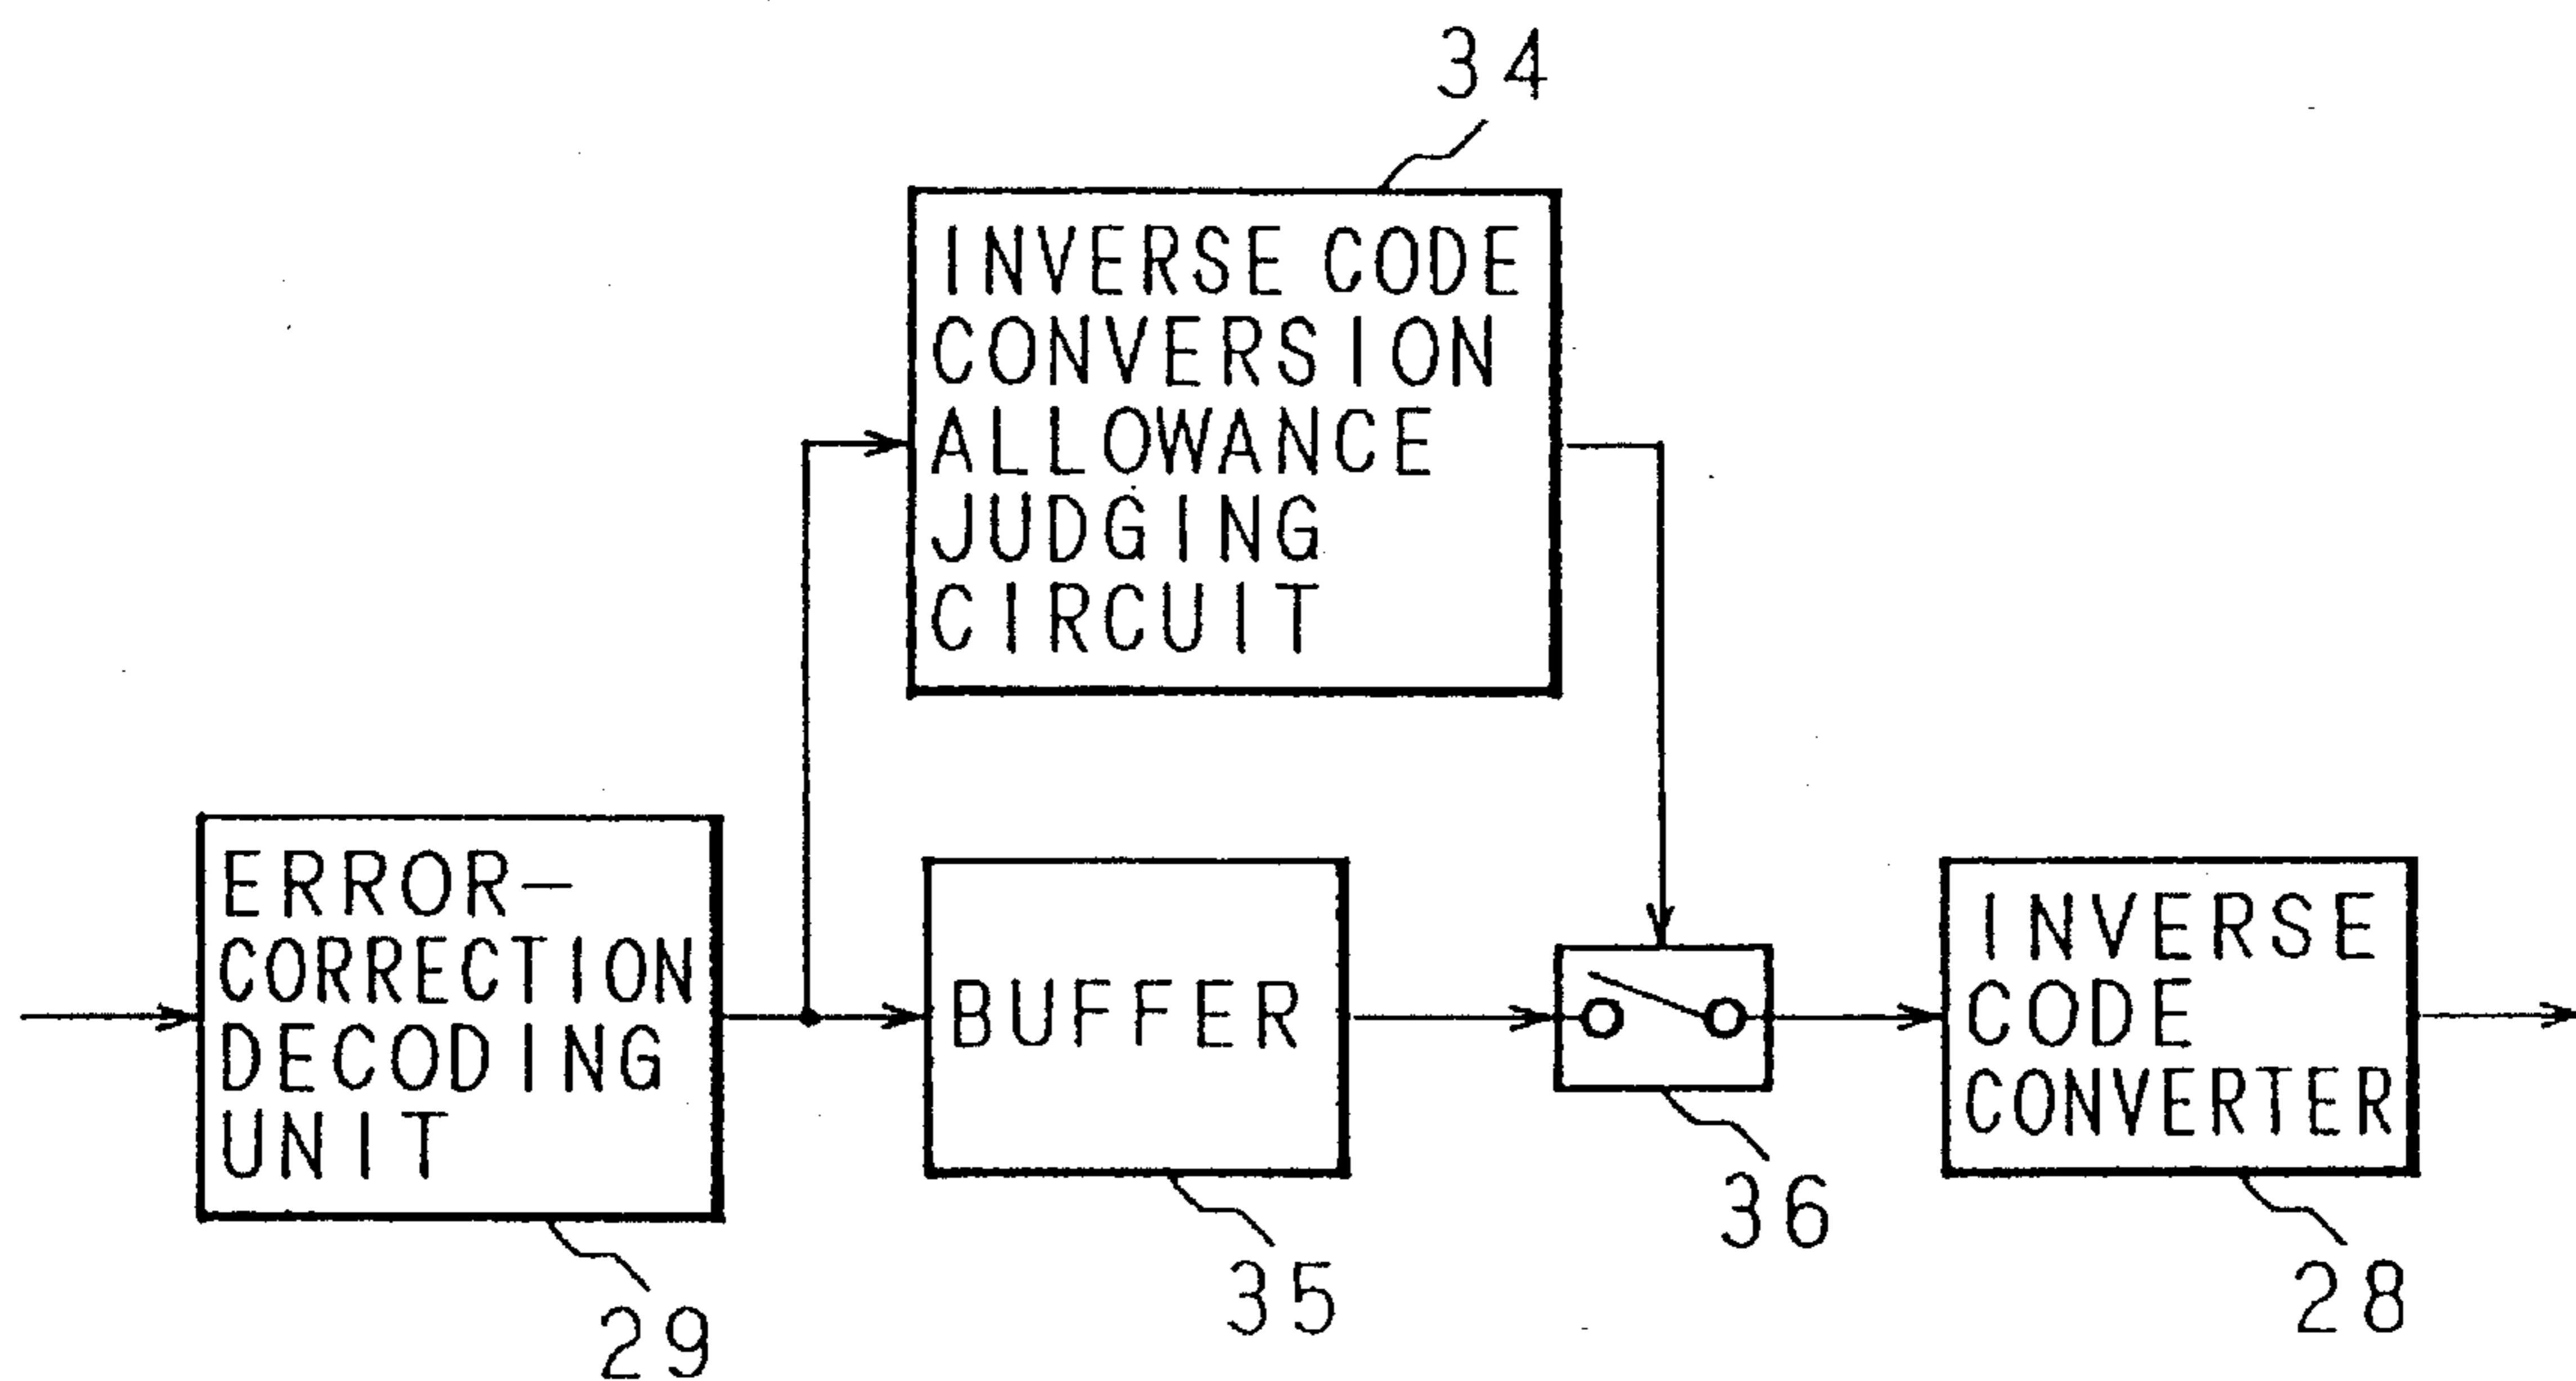 34
INVERSE CODE
CONVERSION
ALLOWANCE
JUDGING
CIRCUIT
ERROR-
CORRECTION
DECODING
UNIT
29
BUFFER
35
36
INVERSE
CODE
CONVERTER
28